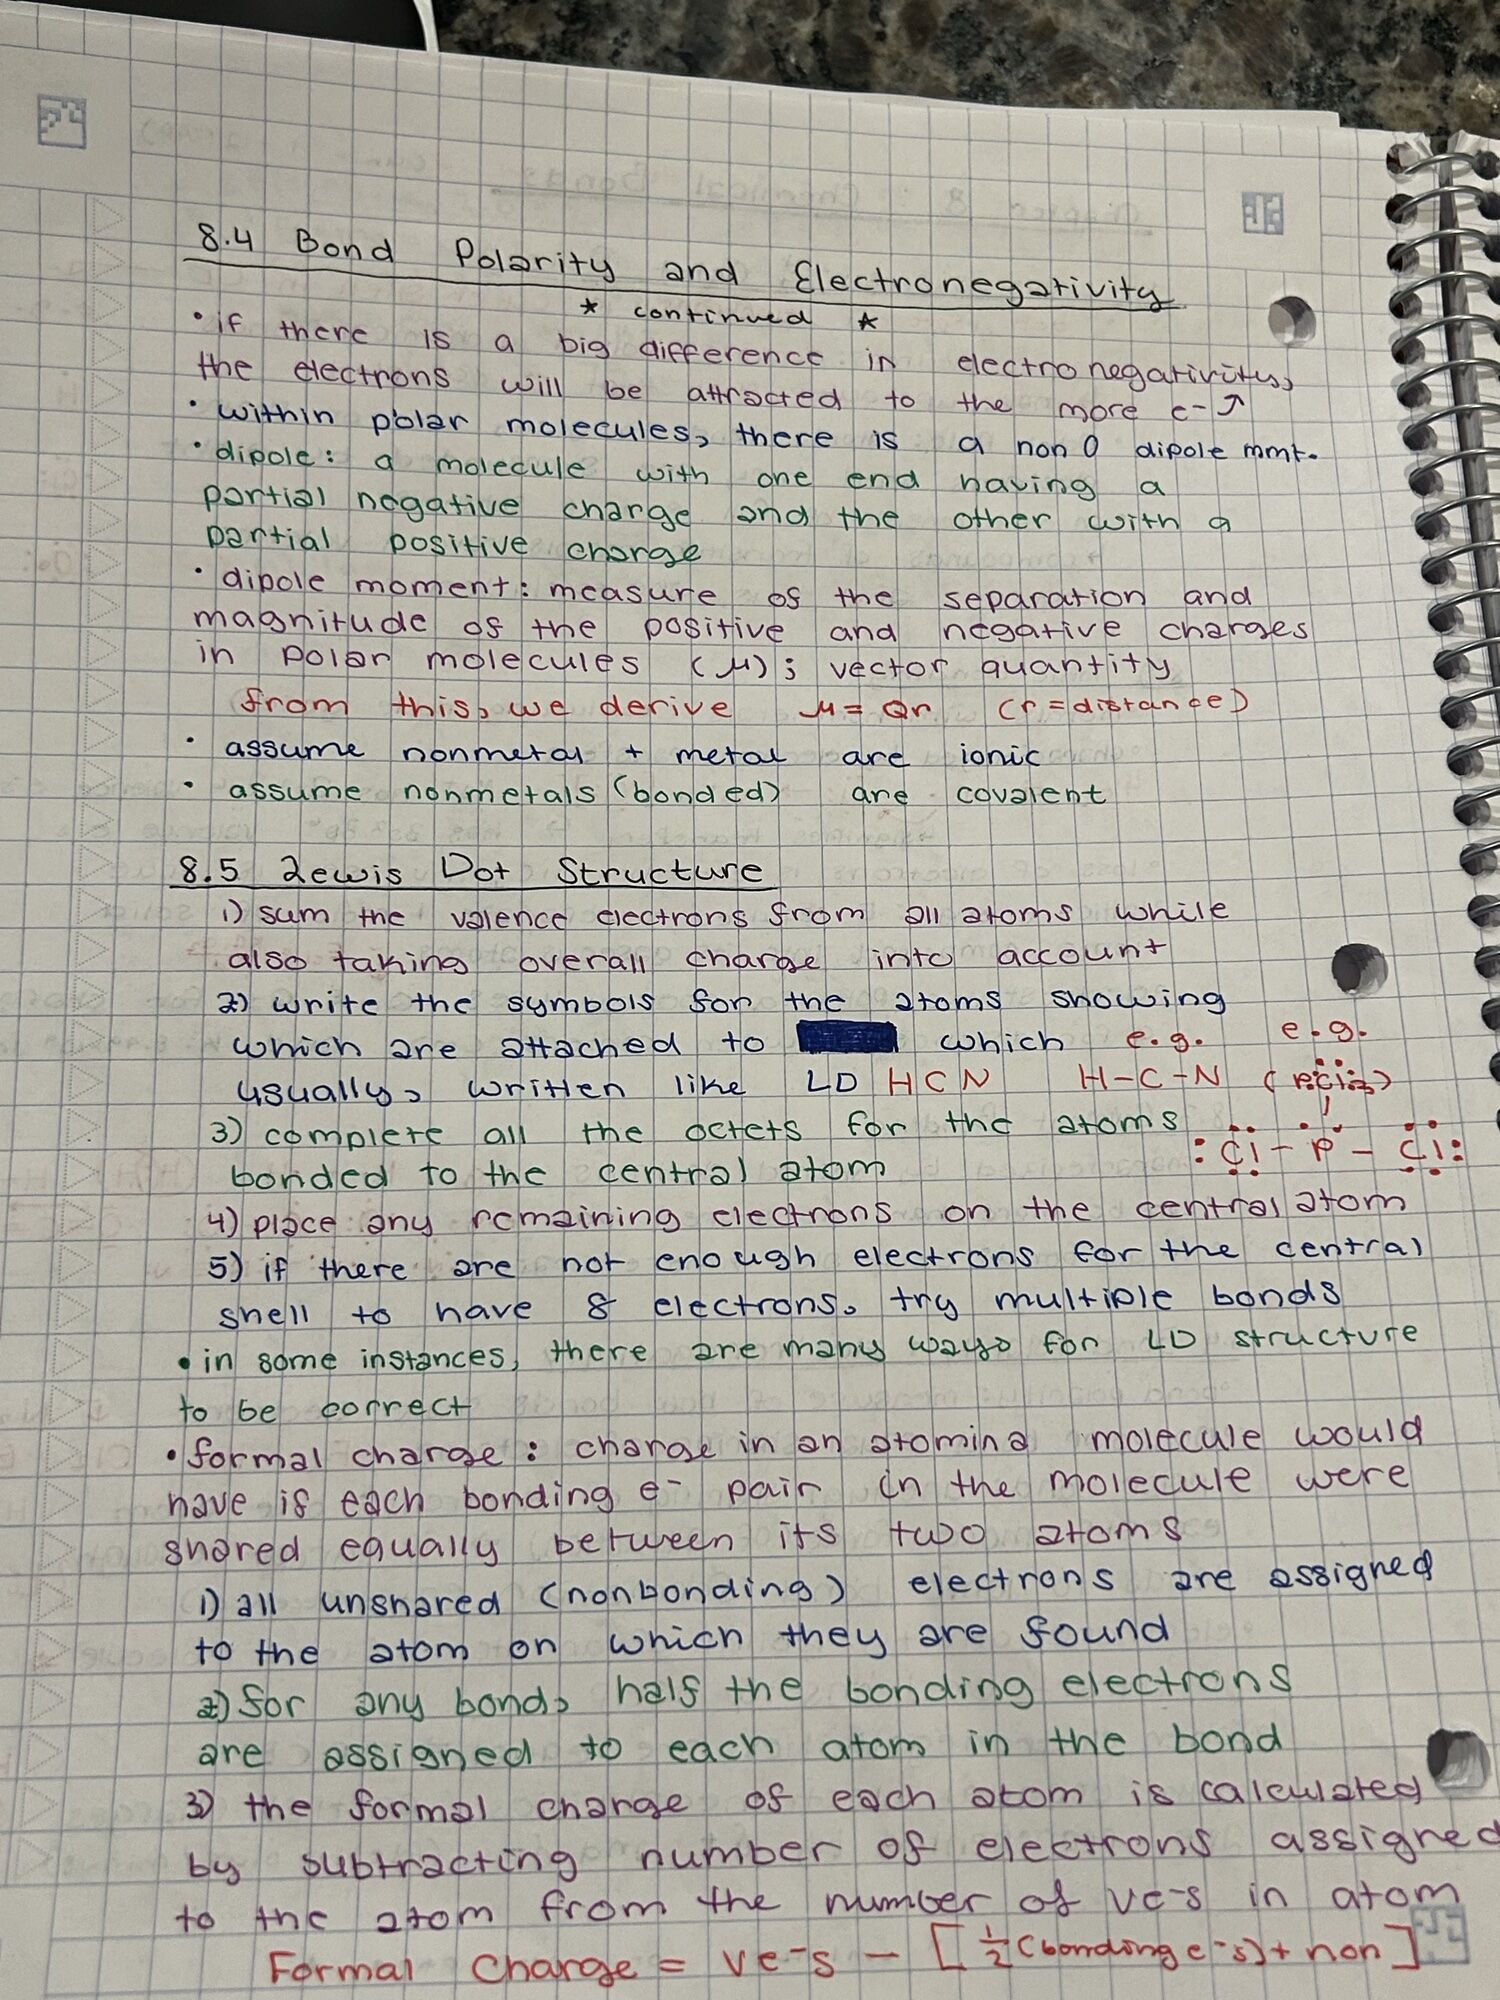 8.4 Bond Polarity and Electronegativity
* continued *
• if there is a big difference in electronegativity,
the electrons will be attracted to the more e-↑
• within polar molecules, there is a non 0 dipole mmt.
• dipole: a molecule with one end having a
partial negative charge and the other with a
partial positive charge
• dipole moment: measure of the separation and
magnitude of the positive and negative charges
in polar molecules (μ); vector quantity
from this, we derive μ = Qr (r = distance)
• assume nonmetal + metal are ionic
• assume nonmetals (bonded) are covalent
8.5 Lewis Dot Structure
1) sum the valence electrons from all atoms while
also taking overall charge into account
2) write the symbols for the atoms showing
which are attached to which e.g. e.g.
usually, written like LD HCN H-C-N
3) complete all the octets for the atoms
:Cl - P - Cl:
bonded to the central atom
4) place any remaining electrons on the central atom
5) if there are not enough electrons for the central
shell to have 8 electrons, try multiple bonds
• in some instances, there are many ways for LD structure
to be correct
• formal charge: charge in an atom in a molecule would
have if each bonding e⁻ pair in the molecule were
shared equally between its two atoms
1) all unshared (nonbonding) electrons are assigned
to the atom on which they are found
2) for any bond, half the bonding electrons
are assigned to each atom in the bond
3) the formal charge of each atom is calculated
by subtracting number of electrons assigned
to the atom from the number of ve-s in atom
Formal Charge = ve⁻s - [½(bonding e⁻s) + non]